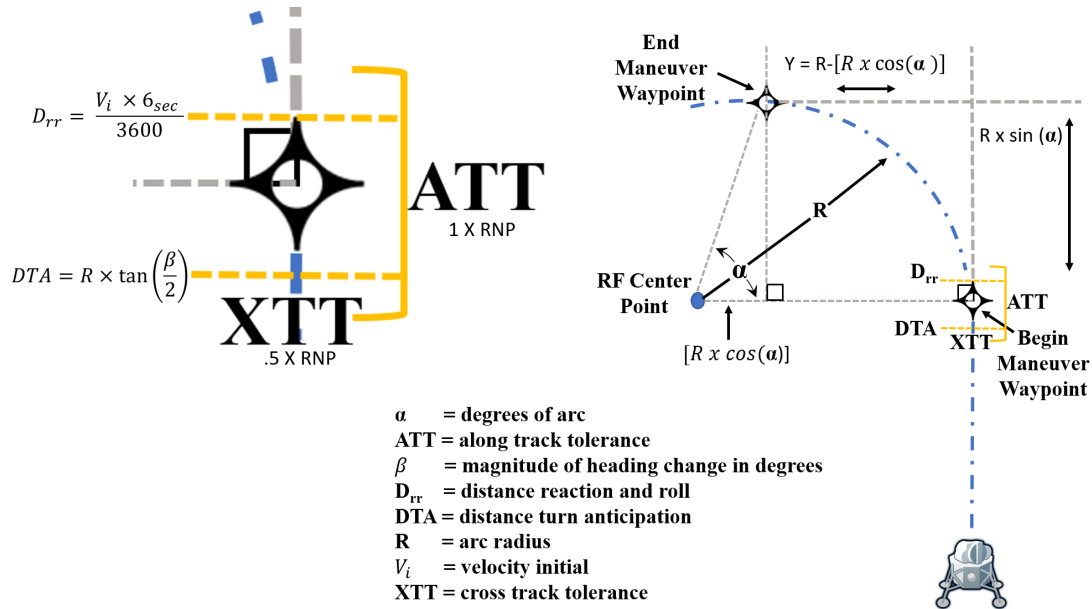 D_rr = V_i × 6_sec / 3600
ATT
1 X RNP
DTA = R × tan(β/2)
XTT
.5 X RNP
End
Maneuver
Waypoint
Y = R-[R x cos(α)]
R x sin (α)
R
α
RF Center
Point
[R x cos(α)]
D_rr
ATT
DTA
XTT
Begin
Maneuver
Waypoint
α = degrees of arc
ATT = along track tolerance
β = magnitude of heading change in degrees
D_rr = distance reaction and roll
DTA = distance turn anticipation
R = arc radius
V_i = velocity initial
XTT = cross track tolerance